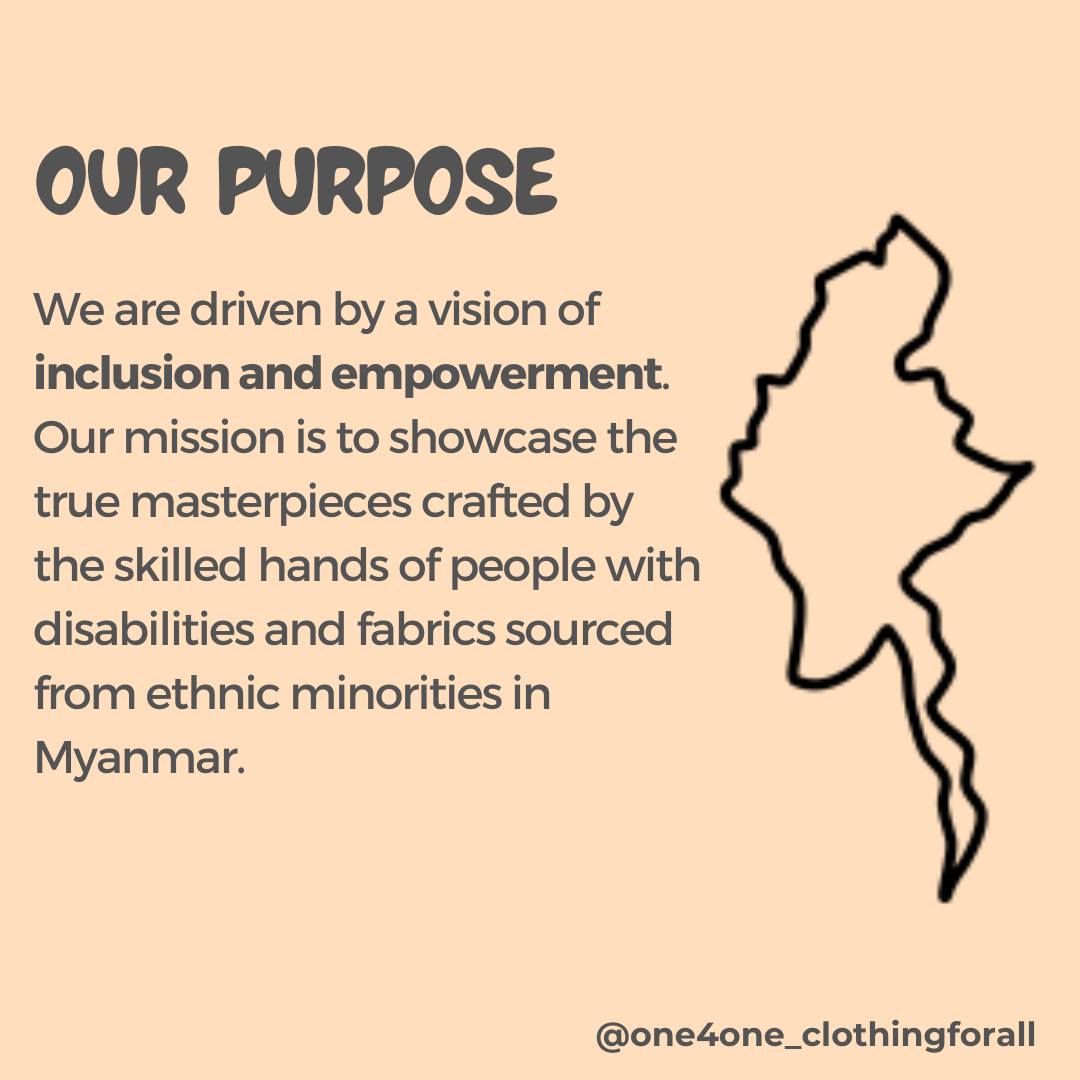 OUR PURPOSE
We are driven by a vision of
inclusion and empowerment.
Our mission is to showcase the
true masterpieces crafted by
the skilled hands of people with
disabilities and fabrics sourced
from ethnic minorities in
Myanmar.
@one4one_clothingforall